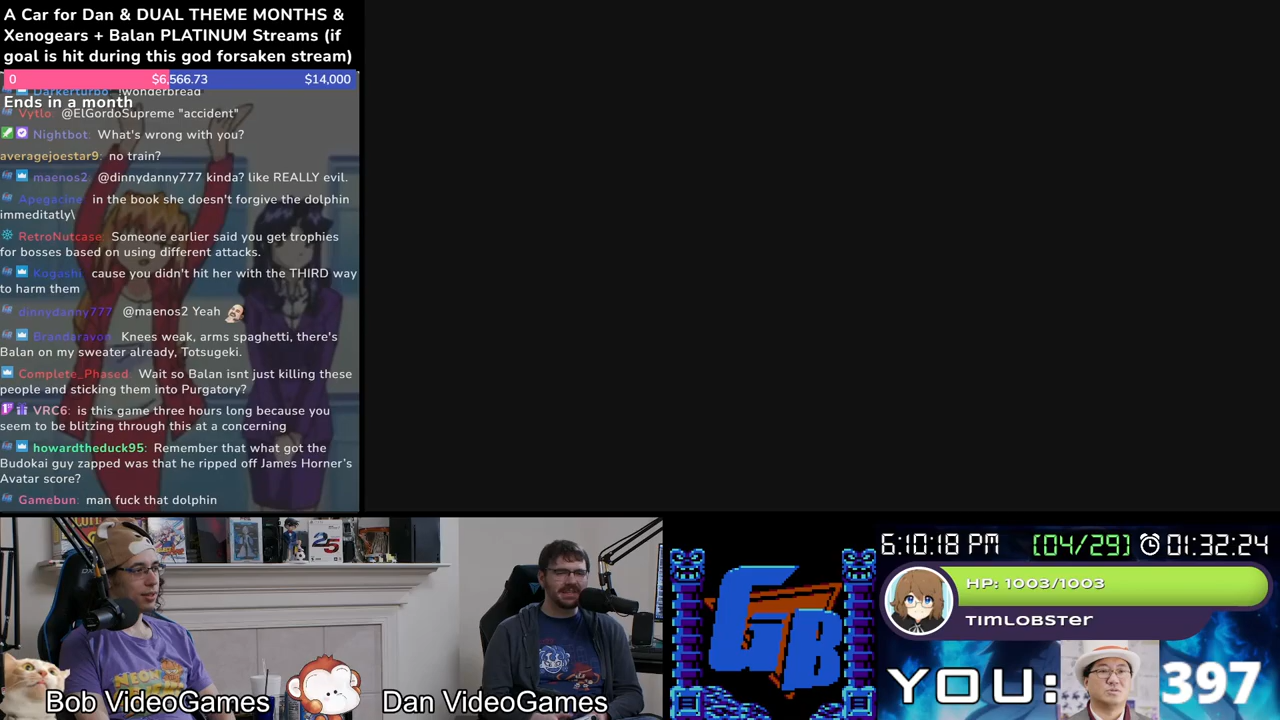 A Car for Dan & DUAL THEME MONTHS &
Xenogears + Balan PLATINUM Streams (if
goal is hit during this god forsaken stream)
0 $6,566.73 $14,000
Darkerturbo: !wonderbread
Ends in a month
Vytlo: @ElGordoSupreme "accident"
Nightbot: What's wrong with you?
averagejoestar9: no train?
maenos2: @dinnydanny777 kinda? like REALLY evil.
Apegacine: in the book she doesn't forgive the dolphin
immeditatly\
RetroNutcase: Someone earlier said you get trophies
for bosses based on using different attacks.
Kogashi: cause you didn't hit her with the THIRD way
to harm them
dinnydanny777: @maenos2 Yeah
Brandaravon: Knees weak, arms spaghetti, there's
Balan on my sweater already, Totsugeki.
Complete_Phased: Wait so Balan isnt just killing these
people and sticking them into Purgatory?
VRC6: is this game three hours long because you
seem to be blitzing through this at a concerning
howardtheduck95: Remember that what got the
Budokai guy zapped was that he ripped off James Horner's
Avatar score?
Gamebun: man fuck that dolphin
25
NEON
Bob VideoGames
Dan VideoGames
GB
6:10:18 PM [04/29] 01:32:24
HP: 1003/1003
TIMLOBSTER
YOU: 397